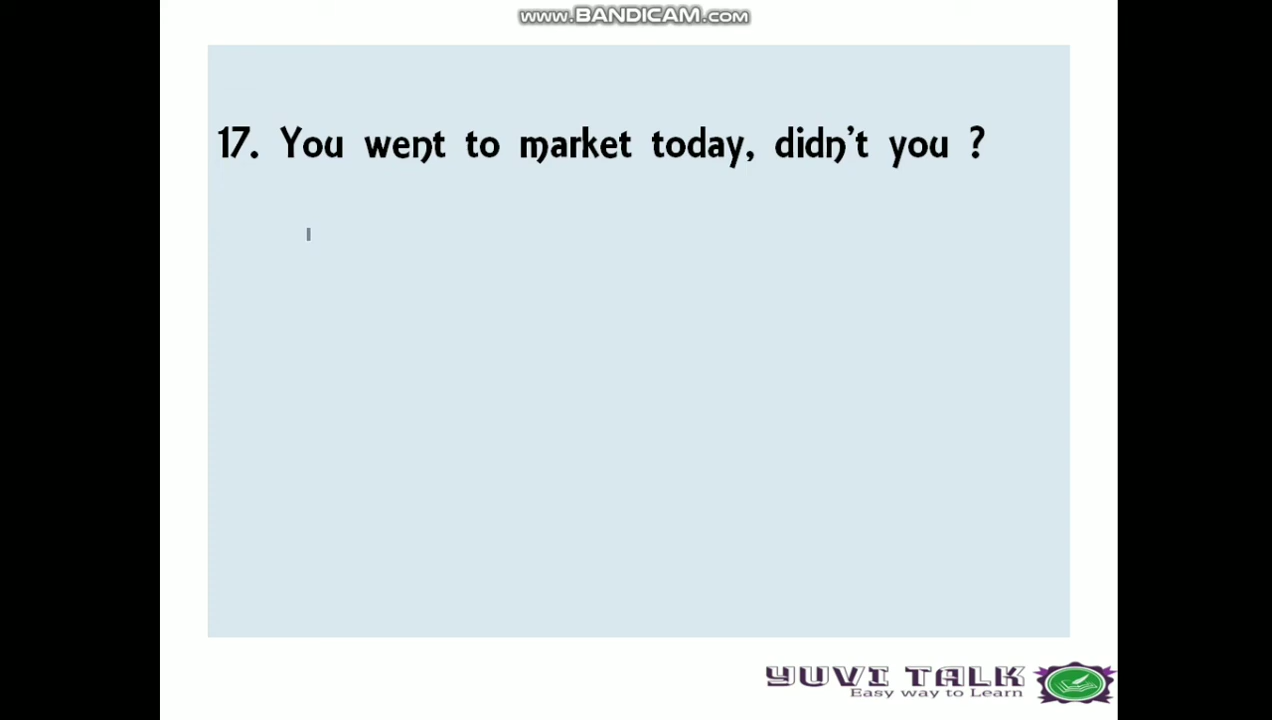 www.BANDICAM.com
17. You went to market today, didn't you ?
YUVI TALK
Easy way to Learn